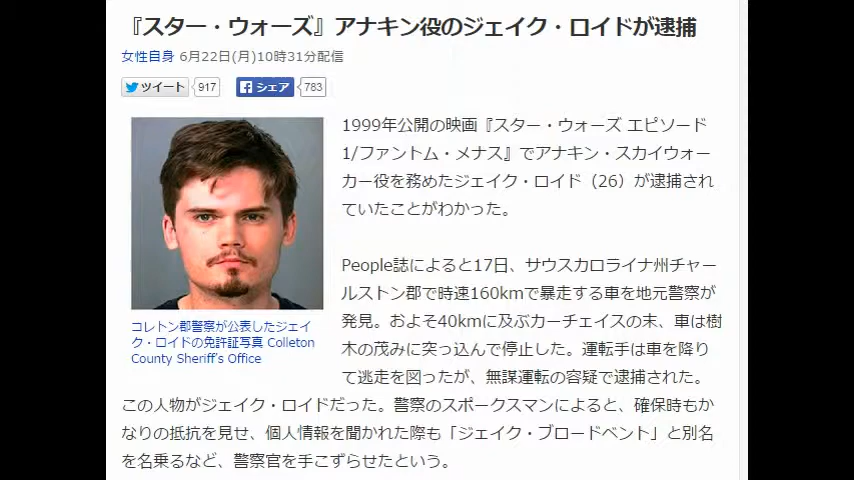 『スター・ウォーズ』アナキン役のジェイク・ロイドが逮捕
女性自身 6月22日(月)10時31分配信
ツイート 917 シェア 783
1999年公開の映画『スター・ウォーズ エピソード
1/ファントム・メナス』でアナキン・スカイウォー
カー役を務めたジェイク・ロイド（26）が逮捕され
ていたことがわかった。
People誌によると17日、サウスカロライナ州チャー
ルストン郡で時速160kmで暴走する車を地元警察が
発見。およそ40kmに及ぶカーチェイスの末、車は樹
木の茂みに突っ込んで停止した。運転手は車を降り
て逃走を図ったが、無謀運転の容疑で逮捕された。
コレトン郡警察が公表したジェイ
ク・ロイドの免許証写真 Colleton
County Sheriff's Office
この人物がジェイク・ロイドだった。警察のスポークスマンによると、確保時もか
なりの抵抗を見せ、個人情報を聞かれた際も「ジェイク・ブロードベント」と別名
を名乗るなど、警察官を手こずらせたという。